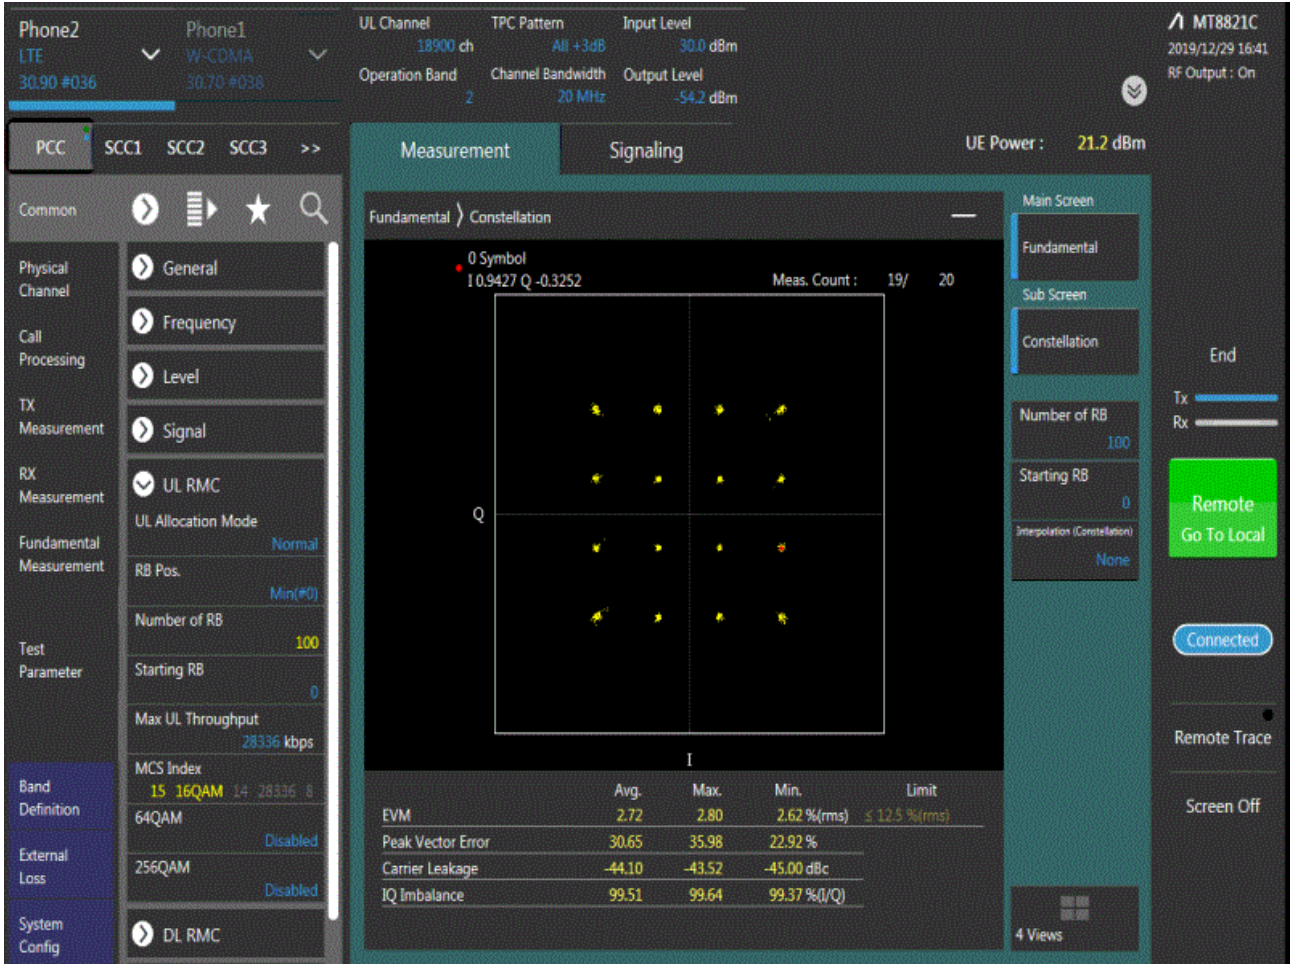 Phone2
LTE
30.90 #036
Phone1
W-CDMA
30.70 #038
UL Channel
18900 ch
TPC Pattern
All +3dB
Input Level
30.0 dBm
Operation Band
2
Channel Bandwidth
20 MHz
Output Level
-54.2 dBm
MT8821C
2019/12/29 16:41
RF Output : On
PCC SCC1 SCC2 SCC3 >>
Measurement Signaling
UE Power : 21.2 dBm
Common
Physical
Channel
Call
Processing
TX
Measurement
RX
Measurement
Fundamental
Measurement
Test
Parameter
Band
Definition
External
Loss
System
Config
General
Frequency
Level
Signal
UL RMC
UL Allocation Mode
Normal
RB Pos.
Min(#0)
Number of RB
100
Starting RB
0
Max UL Throughput
28336 kbps
MCS Index
15 16QAM 14 28336 8
64QAM
Disabled
256QAM
Disabled
DL RMC
Fundamental Constellation
0 Symbol
I 0.9427 Q -0.3252
Meas. Count : 19/ 20
Q
I
Avg. Max. Min. Limit
EVM 2.72 2.80 2.62 %(rms) ≤ 12.5 %(rms)
Peak Vector Error 30.65 35.98 22.92 %
Carrier Leakage -44.10 -43.52 -45.00 dBc
IQ Imbalance 99.51 99.64 99.37 %(I/Q)
Main Screen
Fundamental
Sub Screen
Constellation
Number of RB
100
Starting RB
0
Interpolation (Constellation)
None
4 Views
End
Tx
Rx
Remote
Go To Local
Connected
Remote Trace
Screen Off